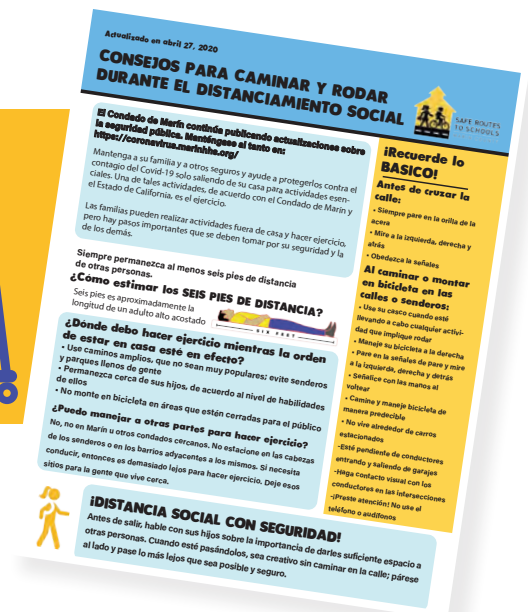 Actualizado en abril 27, 2020
CONSEJOS PARA CAMINAR Y RODAR
DURANTE EL DISTANCIAMIENTO SOCIAL
SAFE ROUTES
TO SCHOOLS
El Condado de Marín continúa publicando actualizaciones sobre
la seguridad pública. Manténgase al tanto en:
https://coronavirus.marinhhs.org/
Mantenga a su familia y a otros seguros y ayude a protegerlos contra el
contagio del Covid-19 solo saliendo de su casa para actividades esen-
ciales. Una de tales actividades, de acuerdo con el Condado de Marín y
el Estado de California, es el ejercicio.
Las familias pueden realizar actividades fuera de casa y hacer ejercicio,
pero hay pasos importantes que se deben tomar por su seguridad y la
de los demás.
Siempre permanezca al menos seis pies de distancia
de otras personas.
¿Cómo estimar los SEIS PIES DE DISTANCIA?
Seis pies es aproximadamente la
longitud de un adulto alto acostado
SIX FEET
¿Dónde debo hacer ejercicio mientras la orden
de estar en casa esté en efecto?
• Use caminos amplios, que no sean muy populares; evite senderos
y parques llenos de gente
• Permanezca cerca de sus hijos, de acuerdo al nivel de habilidades
de ellos
• No monte en bicicleta en áreas que estén cerradas para el público
¿Puedo manejar a otras partes para hacer ejercicio?
No, no en Marín u otros condados cercanos. No estacione en las cabezas
de los senderos o en los barrios adyacentes a los mismos. Si necesita
conducir, entonces es demasiado lejos para hacer ejercicio. Deje esos
sitios para la gente que vive cerca.
¡Recuerde lo
BASICO!
Antes de cruzar la
calle:
• Siempre pare en la orilla de la
acera
• Mire a la izquierda, derecha y
atrás
• Obedezca la señales
Al caminar o montar
en bicicleta en las
calles o senderos:
• Use su casco cuando esté
llevando a cabo cualquier activi-
dad que implique rodar
• Maneje su bicicleta a la derecha
• Pare en la señales de pare y mire
a la izquierda, derecha y detrás
• Señalice con las manos al
voltear
• Camine y maneje bicicleta de
manera predecible
• No vire alrededor de carros
estacionados
-Esté pendiente de conductores
entrando y saliendo de garajes
-Haga contacto visual con los
conductores en las intersecciones
-¡Preste atención! No use el
teléfono o audífonos
¡DISTANCIA SOCIAL CON SEGURIDAD!
Antes de salir, hable con sus hijos sobre la importancia de darles suficiente espacio a
otras personas. Cuando esté pasándolos, sea creativo sin caminar en la calle; párese
al lado y pase lo más lejos que sea posible y seguro.